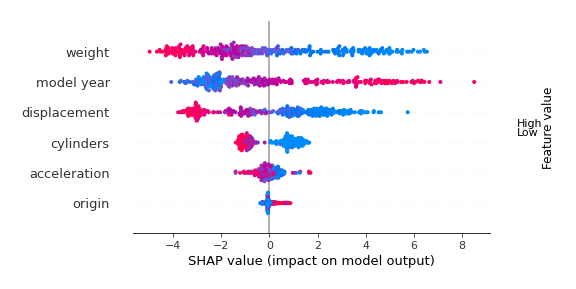 weight
model year
displacement
cylinders
acceleration
origin
−4 −2 0 2 4 6 8
SHAP value (impact on model output)
High
Low
Feature value